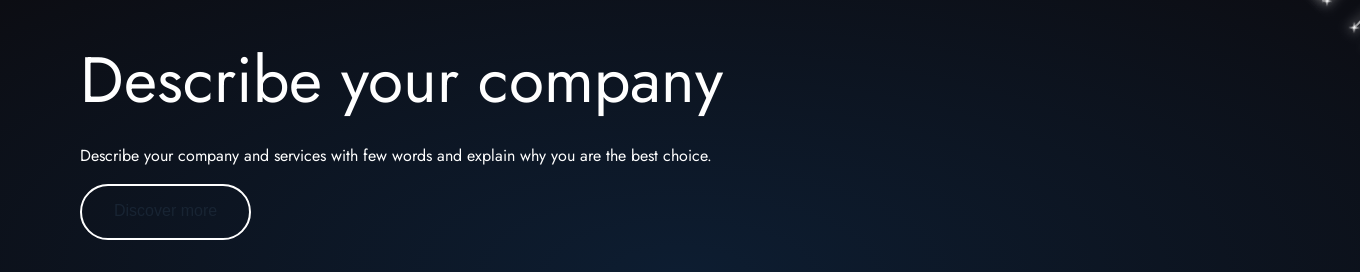 Describe your company
Describe your company and services with few words and explain why you are the best choice.
Discover more